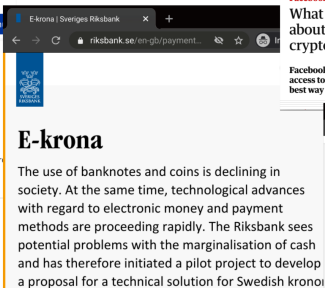 E-krona | Sveriges Riksbank
riksbank.se/en-gb/payment...
SVERIGES
RIKSBANK
E-krona
The use of banknotes and coins is declining in
society. At the same time, technological advances
with regard to electronic money and payment
methods are proceeding rapidly. The Riksbank sees
potential problems with the marginalisation of cash
and has therefore initiated a pilot project to develop
a proposal for a technical solution for Swedish kronor
What
about
crypto
Facebook
access to
best way